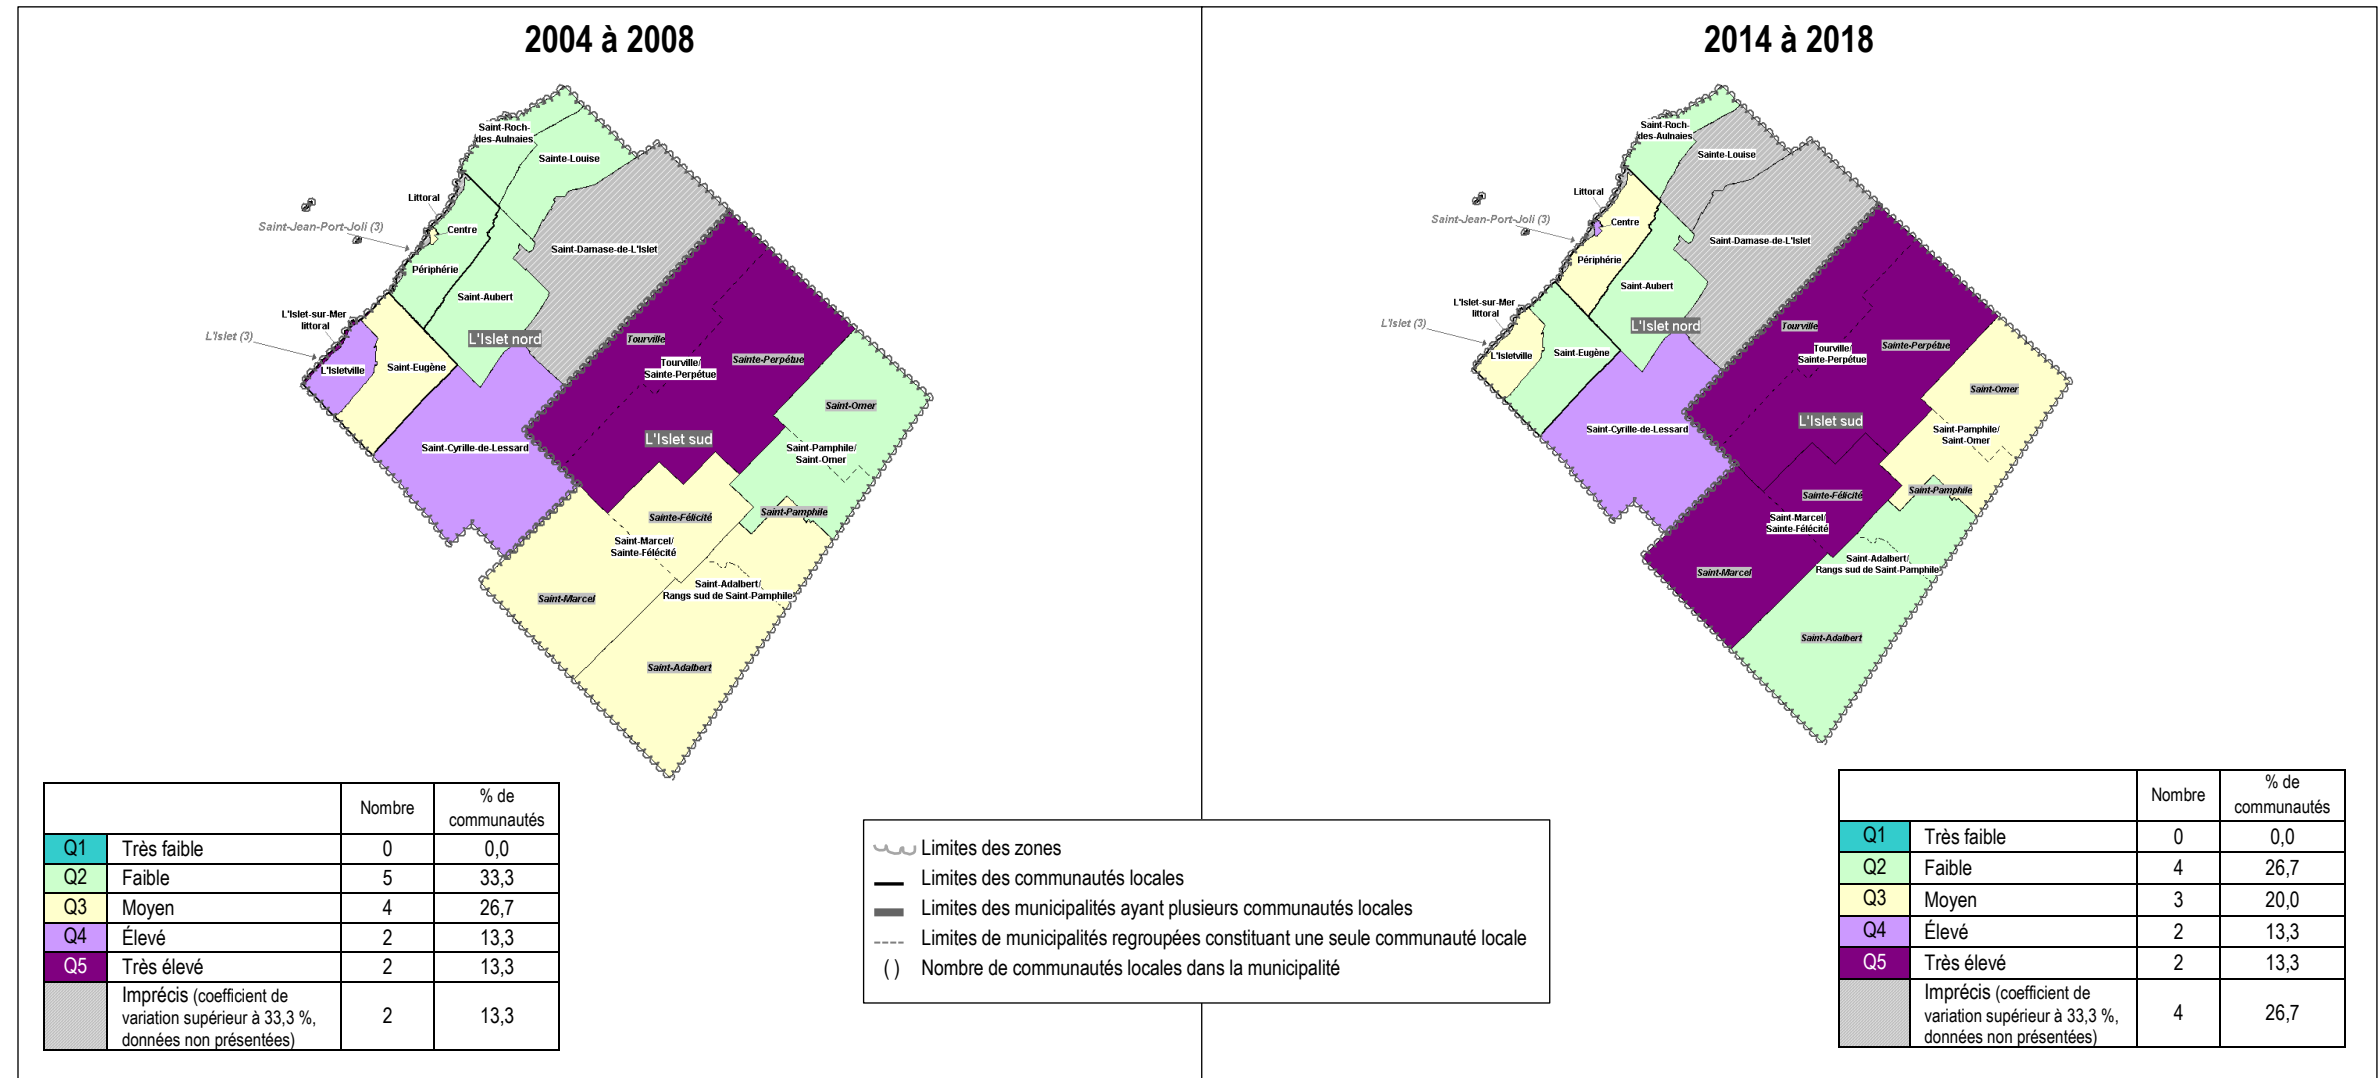 2004 à 2008
Saint-Roch-
des-Aulnaies
Sainte-Louise
Littoral
Saint-Jean-Port-Joli (3)
Centre
Saint-Damase-de-L'Islet
Périphérie
Saint-Aubert
L'Islet-sur-Mer
littoral
L'Islet (3)
L'Islet nord
Tourville
Saint-Eugène
L'Isletville
Tourville/
Sainte-Perpétue
Sainte-Perpétue
Saint-Omer
L'Islet sud
Saint-Cyrille-de-Lessard
Saint-Pamphile/
Saint-Omer
Sainte-Félicité
Saint-Pamphile
Saint-Marcel/
Sainte-Félécité
Saint-Adalbert/
Rangs sud de Saint-Pamphile
Saint-Marcel
Saint-Adalbert
Nombre
% de
communautés
Q1 Très faible 0 0,0
Q2 Faible 5 33,3
Q3 Moyen 4 26,7
Q4 Élevé 2 13,3
Q5 Très élevé 2 13,3
Imprécis (coefficient de
variation supérieur à 33,3 %,
données non présentées)
2 13,3
Limites des zones
Limites des communautés locales
Limites des municipalités ayant plusieurs communautés locales
Limites de municipalités regroupées constituant une seule communauté locale
( ) Nombre de communautés locales dans la municipalité
2014 à 2018
Saint-Roch-
des-Aulnaies
Sainte-Louise
Littoral
Saint-Jean-Port-Joli (3)
Centre
Saint-Damase-de-L'Islet
Périphérie
Saint-Aubert
L'Islet-sur-Mer
littoral
L'Islet (3)
L'Islet nord
Tourville
Saint-Eugène
L'Isletville
Tourville/
Sainte-Perpétue
Sainte-Perpétue
Saint-Omer
L'Islet sud
Saint-Cyrille-de-Lessard
Saint-Pamphile/
Saint-Omer
Sainte-Félicité
Saint-Pamphile
Saint-Marcel/
Sainte-Félécité
Saint-Adalbert/
Rangs sud de Saint-Pamphile
Saint-Marcel
Saint-Adalbert
Nombre
% de
communautés
Q1 Très faible 0 0,0
Q2 Faible 4 26,7
Q3 Moyen 3 20,0
Q4 Élevé 2 13,3
Q5 Très élevé 2 13,3
Imprécis (coefficient de
variation supérieur à 33,3 %,
données non présentées)
4 26,7